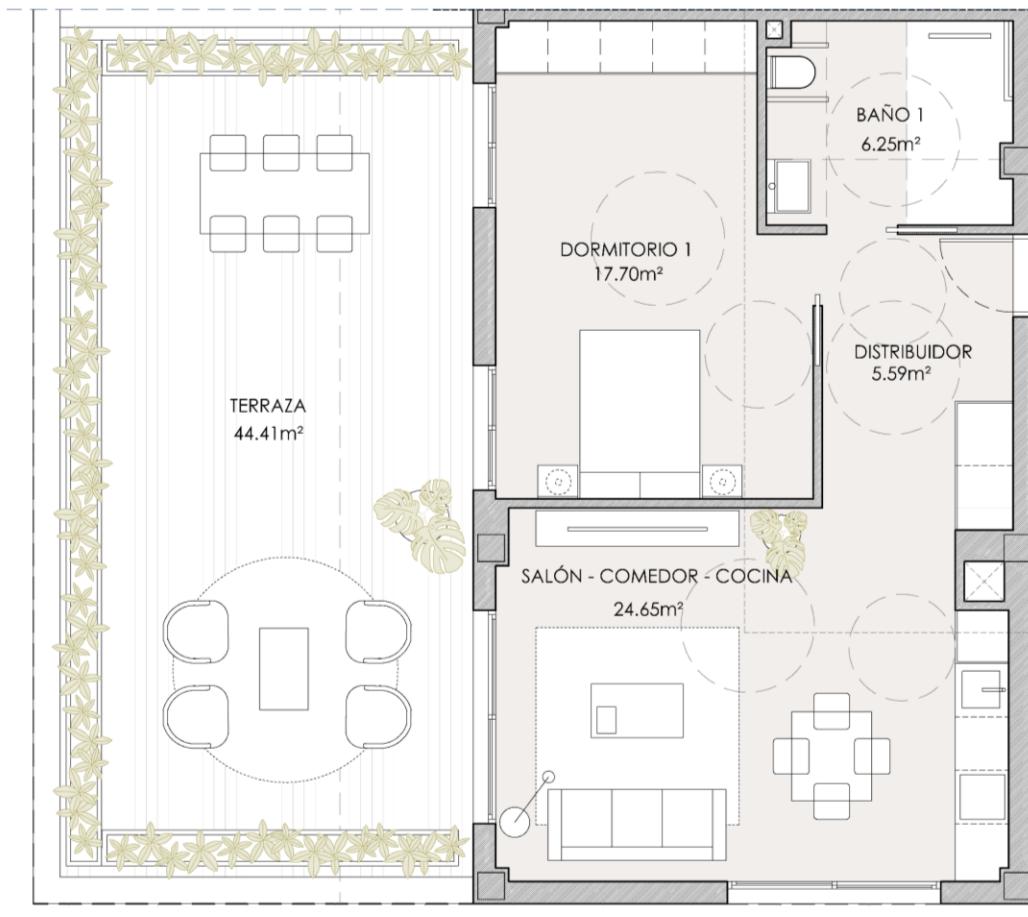 BAÑO 1
6.25m²
DORMITORIO 1
17.70m²
DISTRIBUIDOR
5.59m²
TERRAZA
44.41m²
SALÓN - COMEDOR - COCINA
24.65m²